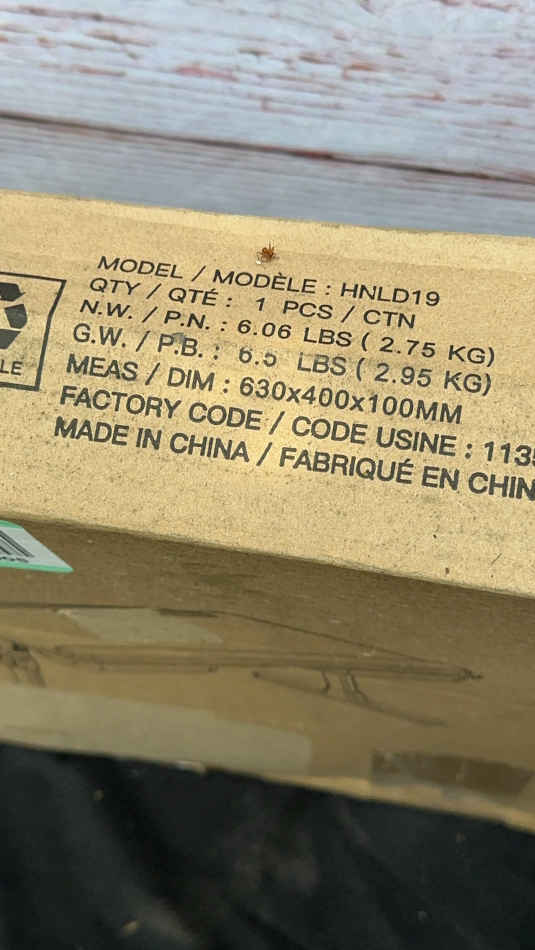 MODEL / MODÈLE : HNLD19
QTY / QTÉ : 1 PCS / CTN
N.W. / P.N. : 6.06 LBS ( 2.75 KG)
G.W. / P.B. : 6.5 LBS ( 2.95 KG)
MEAS / DIM : 630x400x100MM
FACTORY CODE / CODE USINE : 113
MADE IN CHINA / FABRIQUÉ EN CHIN
LE